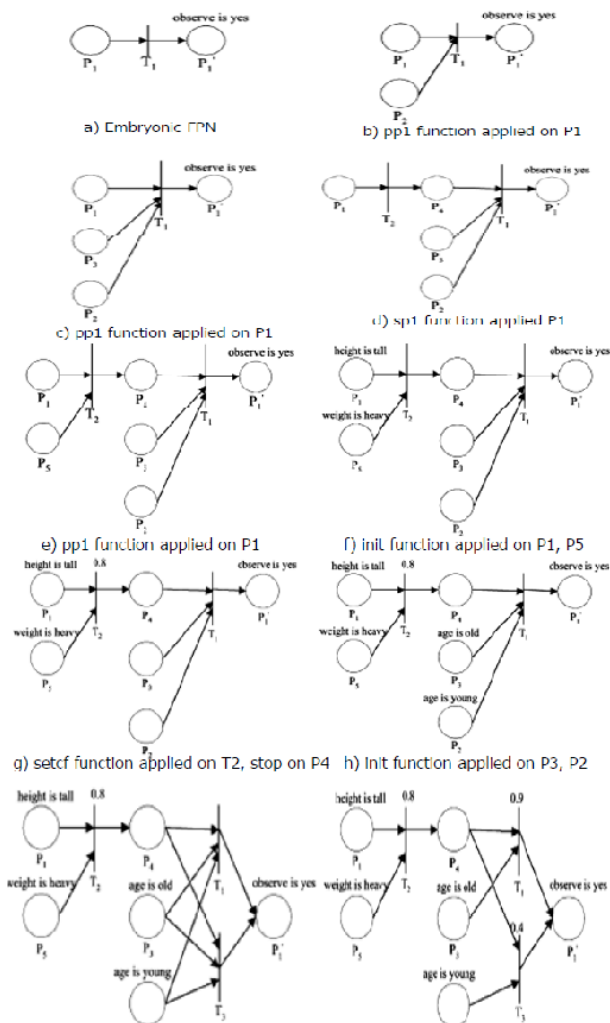 observe is yes observe is yes
P1 T1 P1' P1 T1 P1'
P2
a) Embryonic FPN b) pp1 function applied on P1
observe is yes observe is yes
P1 T1 P1' P1 T2 P4 T1 P1'
P3
P2 P2
c) pp1 function applied on P1 d) sp1 function applied P1
observe is yes height is tall observe is yes
P1 T2 T1 P1' T2 P4 T1 P1'
weight is heavy
P5 P3
P2
e) pp1 function applied on P1 f) init function applied on P1, P5
height is tall 0.8 observe is yes height is tall 0.8 observe is yes
P1 T2 P4 T1 P1' T2 T1 P1'
weight is heavy weight is heavy age is old
P3 P5 P3
age is young
P2 P2
g) setcf function applied on T2, stop on P4 h) init function applied on P3, P2
height is tall 0.8 height is tall 0.8 0.9
P1 P4 P4
weight is heavy T2 age is old T1 observe is yes weight is heavy T2 age is old T1 observe is yes
P5 P3 P1' P5 P1'
0.4
age is young age is young
T3 T3